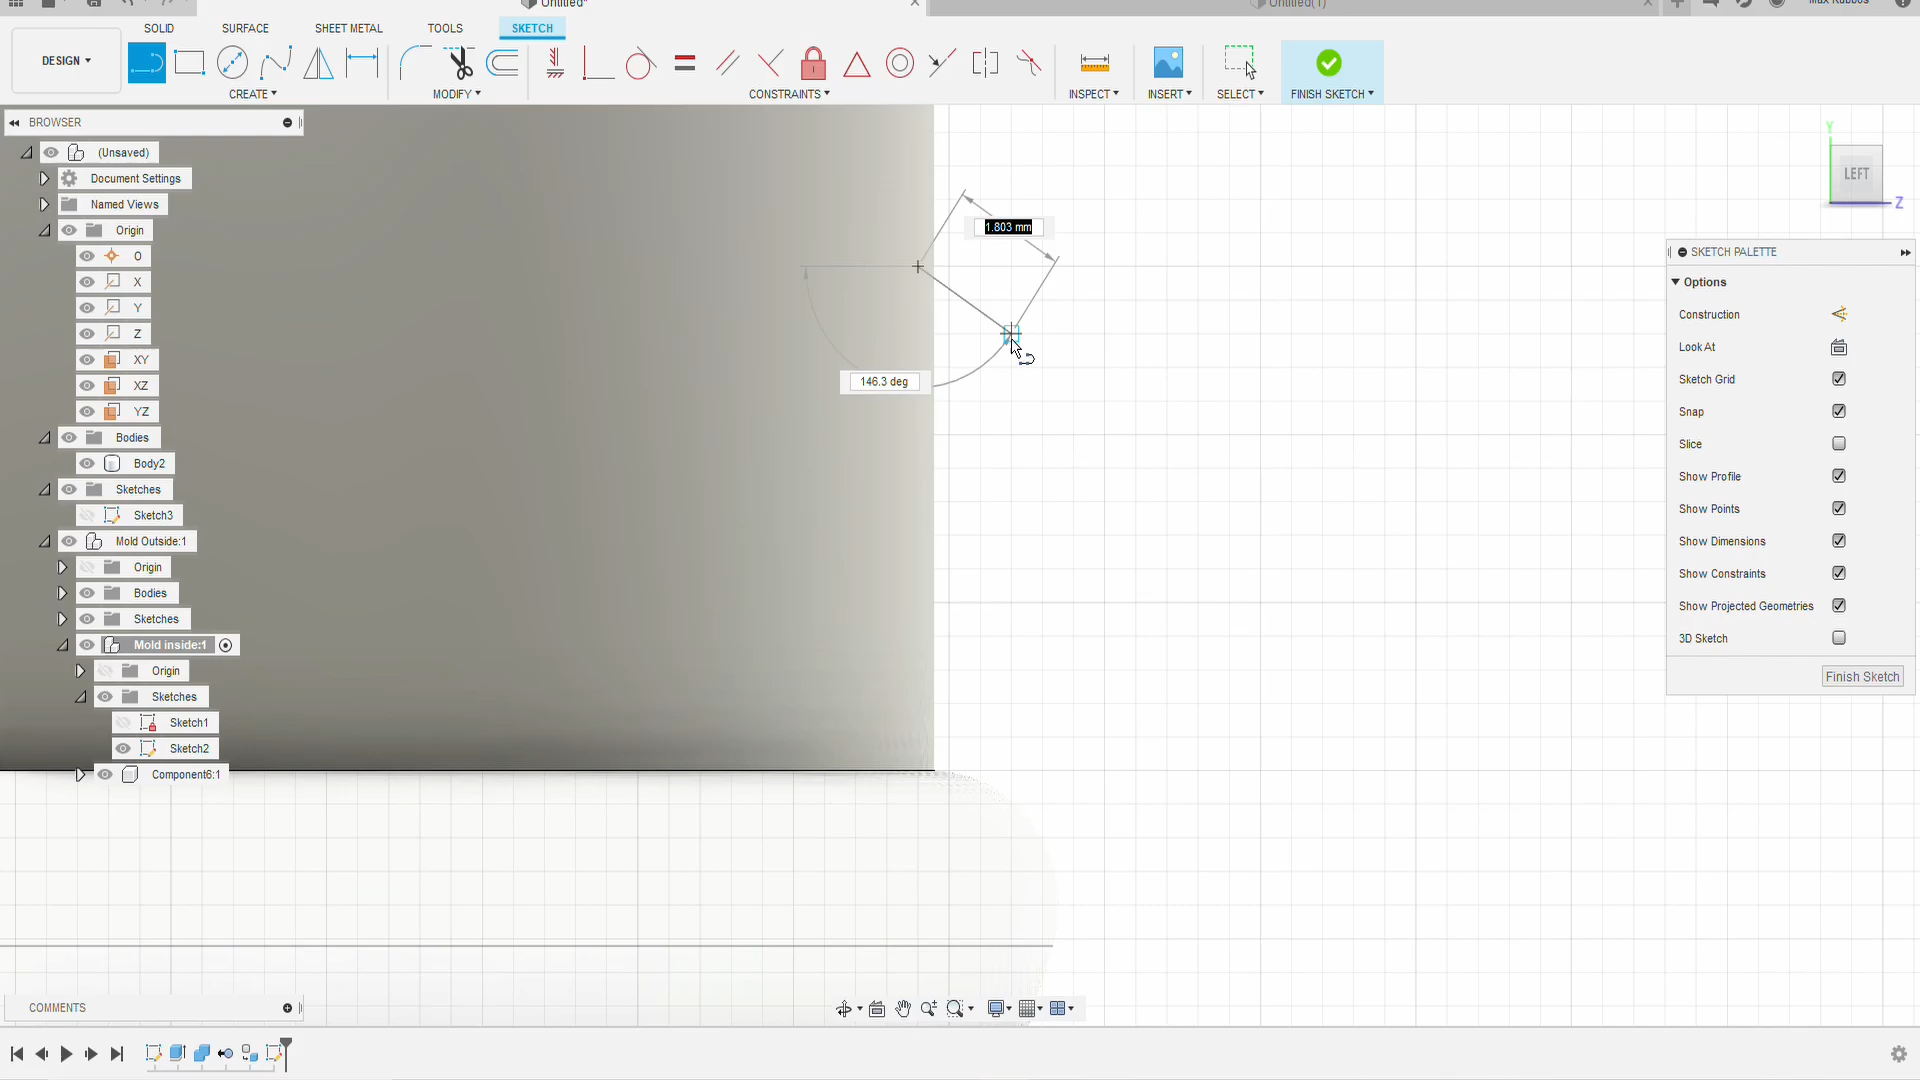 Untitled*
Untitled(1)
Max Kubbos
SOLID
SURFACE
SHEET METAL
TOOLS
SKETCH
DESIGN
CREATE
MODIFY
CONSTRAINTS
INSPECT
INSERT
SELECT
FINISH SKETCH
BROWSER
(Unsaved)
Document Settings
Named Views
Origin
O
X
Y
Z
XY
XZ
YZ
Bodies
Body2
Sketches
Sketch3
Mold Outside:1
Origin
Bodies
Sketches
Mold inside:1
Origin
Sketches
Sketch1
Sketch2
Component6:1
1.803 mm
146.3 deg
Y
LEFT
Z
SKETCH PALETTE
Options
Construction
Look At
Sketch Grid
Snap
Slice
Show Profile
Show Points
Show Dimensions
Show Constraints
Show Projected Geometries
3D Sketch
Finish Sketch
COMMENTS